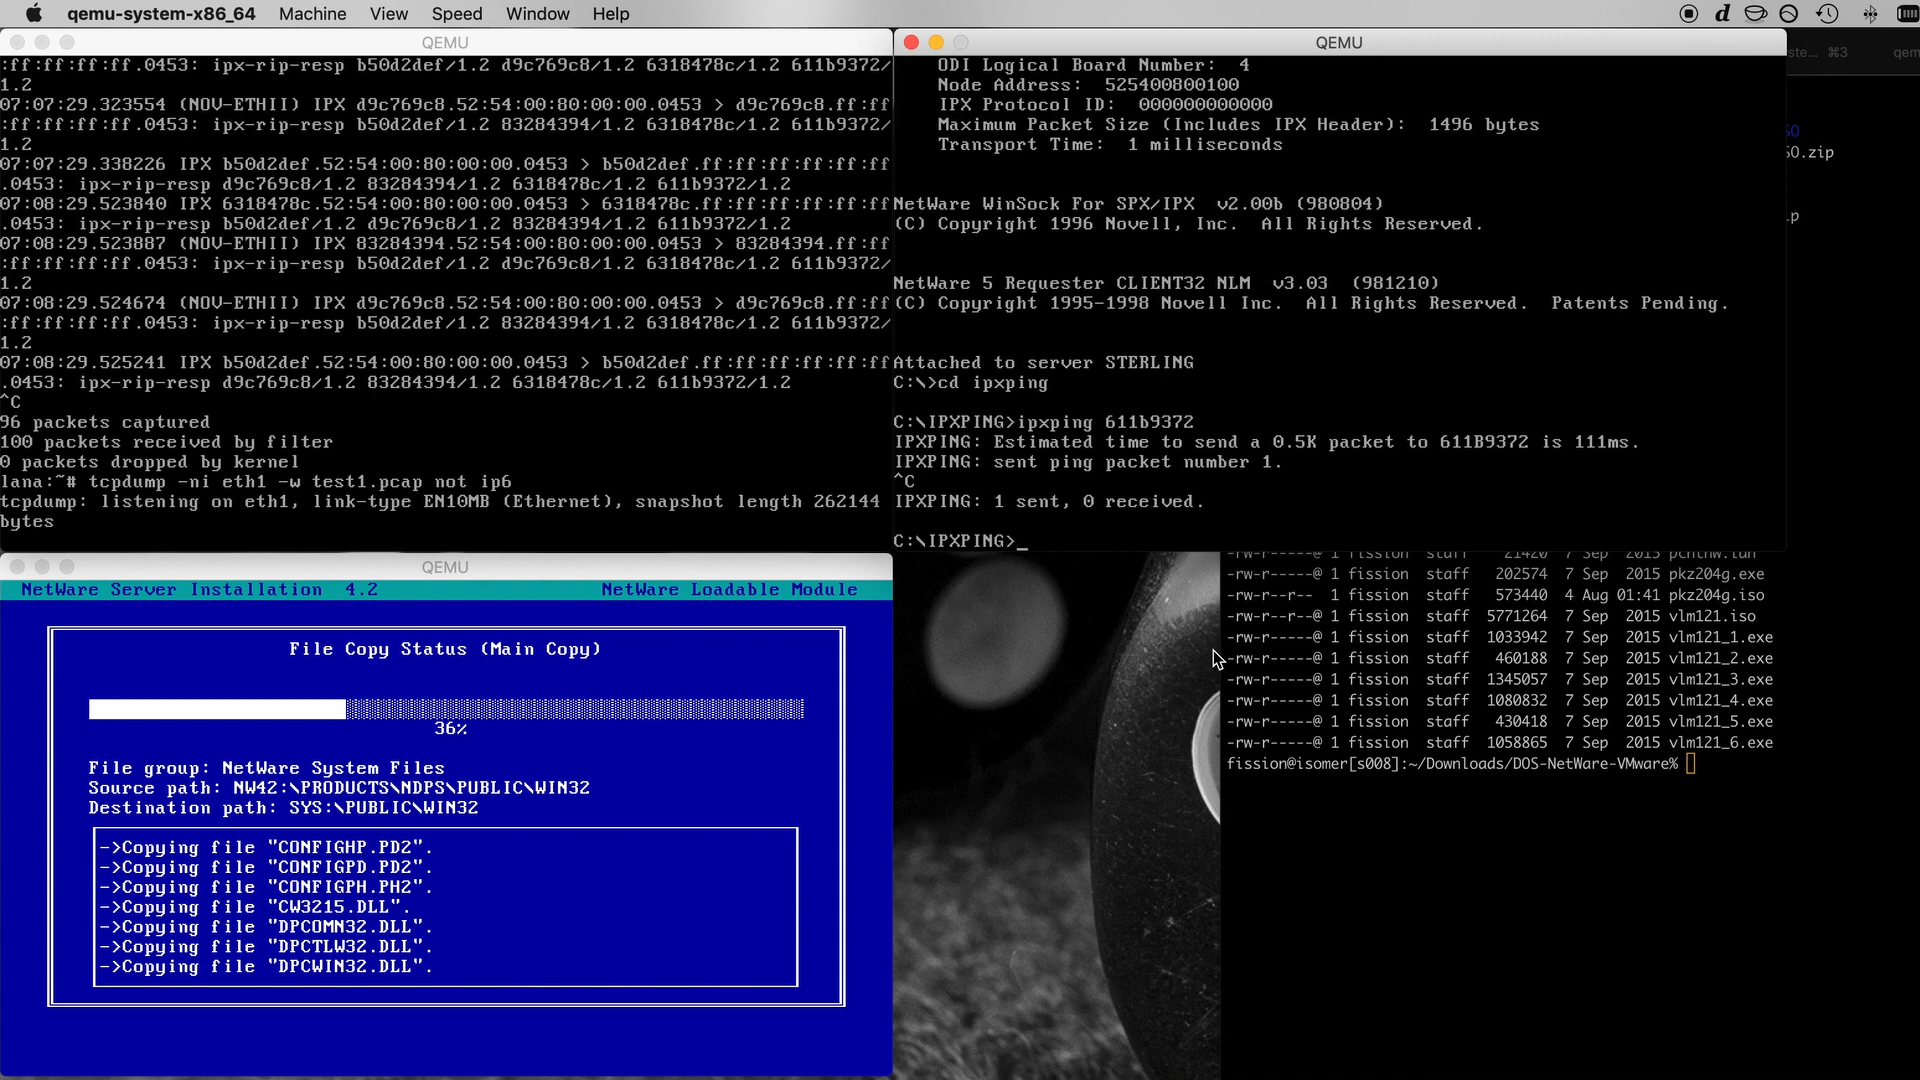 qemu-system-x86_64 Machine View Speed Window Help
QEMU
:ff:ff:ff:ff.0453: ipx-rip-resp b50d2def/1.2 d9c769c8/1.2 6318478c/1.2 611b9372/
1.2
07:07:29.323554 (NOV-ETHII) IPX d9c769c8.52:54:00:80:00:00.0453 > d9c769c8.ff:ff
:ff:ff:ff:ff.0453: ipx-rip-resp b50d2def/1.2 83284394/1.2 6318478c/1.2 611b9372/
1.2
07:07:29.338226 IPX b50d2def.52:54:00:80:00:00.0453 > b50d2def.ff:ff:ff:ff:ff:ff
.0453: ipx-rip-resp d9c769c8/1.2 83284394/1.2 6318478c/1.2 611b9372/1.2
07:08:29.523840 IPX 6318478c.52:54:00:80:00:00.0453 > 6318478c.ff:ff:ff:ff:ff:ff
.0453: ipx-rip-resp b50d2def/1.2 d9c769c8/1.2 83284394/1.2 611b9372/1.2
07:08:29.523887 (NOV-ETHII) IPX 83284394.52:54:00:80:00:00.0453 > 83284394.ff:ff
:ff:ff:ff:ff.0453: ipx-rip-resp b50d2def/1.2 d9c769c8/1.2 6318478c/1.2 611b9372/
1.2
07:08:29.524674 (NOV-ETHII) IPX d9c769c8.52:54:00:80:00:00.0453 > d9c769c8.ff:ff
:ff:ff:ff:ff.0453: ipx-rip-resp b50d2def/1.2 83284394/1.2 6318478c/1.2 611b9372/
1.2
07:08:29.525241 IPX b50d2def.52:54:00:80:00:00.0453 > b50d2def.ff:ff:ff:ff:ff:ff
.0453: ipx-rip-resp d9c769c8/1.2 83284394/1.2 6318478c/1.2 611b9372/1.2
^C
96 packets captured
100 packets received by filter
0 packets dropped by kernel
lana:~# tcpdump -ni eth1 -w test1.pcap not ip6
tcpdump: listening on eth1, link-type EN10MB (Ethernet), snapshot length 262144
bytes
QEMU
ODI Logical Board Number: 4
Node Address: 525400800100
IPX Protocol ID: 000000000000
Maximum Packet Size (Includes IPX Header): 1496 bytes
Transport Time: 1 milliseconds
NetWare WinSock For SPX/IPX v2.00b (980804)
(C) Copyright 1996 Novell, Inc. All Rights Reserved.
NetWare 5 Requester CLIENT32 NLM v3.03 (981210)
(C) Copyright 1995-1998 Novell Inc. All Rights Reserved. Patents Pending.
Attached to server STERLING
C:\>cd ipxping
C:\IPXPING>ipxping 611b9372
IPXPING: Estimated time to send a 0.5K packet to 611B9372 is 111ms.
IPXPING: sent ping packet number 1.
^C
IPXPING: 1 sent, 0 received.
C:\IPXPING>_
ste... ⌘3 qem
.zip
.p
QEMU
NetWare Server Installation 4.2 NetWare Loadable Module
File Copy Status (Main Copy)
36%
File group: NetWare System Files
Source path: NW42:\PRODUCTS\NDPS\PUBLIC\WIN32
Destination path: SYS:\PUBLIC\WIN32
->Copying file "CONFIGHP.PD2".
->Copying file "CONFIGPD.PD2".
->Copying file "CONFIGPH.PH2".
->Copying file "CW3215.DLL".
->Copying file "DPCOMN32.DLL".
->Copying file "DPCTLW32.DLL".
->Copying file "DPCWIN32.DLL".
-rw-r-----@ 1 fission staff 21420 7 Sep 2015
-rw-r-----@ 1 fission staff 202574 7 Sep 2015 pkz204g.exe
-rw-r--r-- 1 fission staff 573440 4 Aug 01:41 pkz204g.iso
-rw-r-----@ 1 fission staff 5771264 7 Sep 2015 vlm121.iso
-rw-r-----@ 1 fission staff 1033942 7 Sep 2015 vlm121_1.exe
-rw-r-----@ 1 fission staff 460188 7 Sep 2015 vlm121_2.exe
-rw-r-----@ 1 fission staff 1345057 7 Sep 2015 vlm121_3.exe
-rw-r-----@ 1 fission staff 1080832 7 Sep 2015 vlm121_4.exe
-rw-r-----@ 1 fission staff 430418 7 Sep 2015 vlm121_5.exe
-rw-r-----@ 1 fission staff 1058865 7 Sep 2015 vlm121_6.exe
fission@isomer[s008]:~/Downloads/DOS-NetWare-VMware%